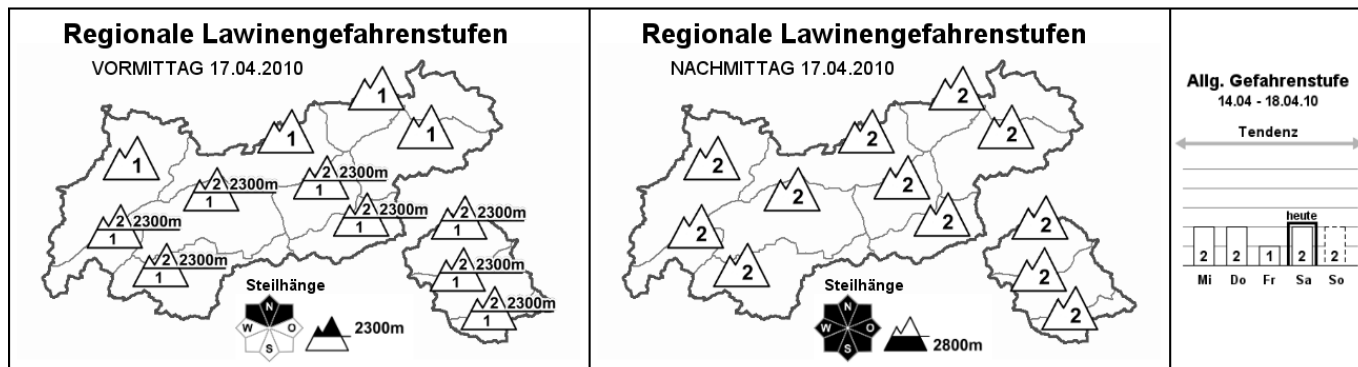 Regionale Lawinengefahrenstufen
VORMITTAG 17.04.2010
1
1
1
1
2 2300m
1
2 2300m
1
2 2300m
1
2 2300m
1
2 2300m
1
2 2300m
1
2 2300m
1
2 2300m
1
Steilhänge
N
W O
S
2300m
Regionale Lawinengefahrenstufen
NACHMITTAG 17.04.2010
2
2
2
2
2
2
2
2
2
2
2
2
Steilhänge
N
W O
S
2800m
Allg. Gefahrenstufe
14.04 - 18.04.10
Tendenz
heute
2 2 1 2 2
Mi Do Fr Sa So